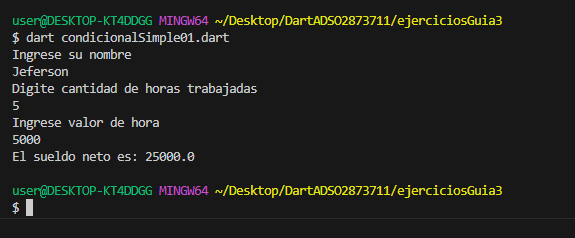 user@DESKTOP-KT4DDGG MINGW64 ~/Desktop/DartADSO2873711/ejerciciosGuia3
$ dart condicionalSimple01.dart
Ingrese su nombre
Jeferson
Digite cantidad de horas trabajadas
5
Ingrese valor de hora
5000
El sueldo neto es: 25000.0
user@DESKTOP-KT4DDGG MINGW64 ~/Desktop/DartADSO2873711/ejerciciosGuia3
$